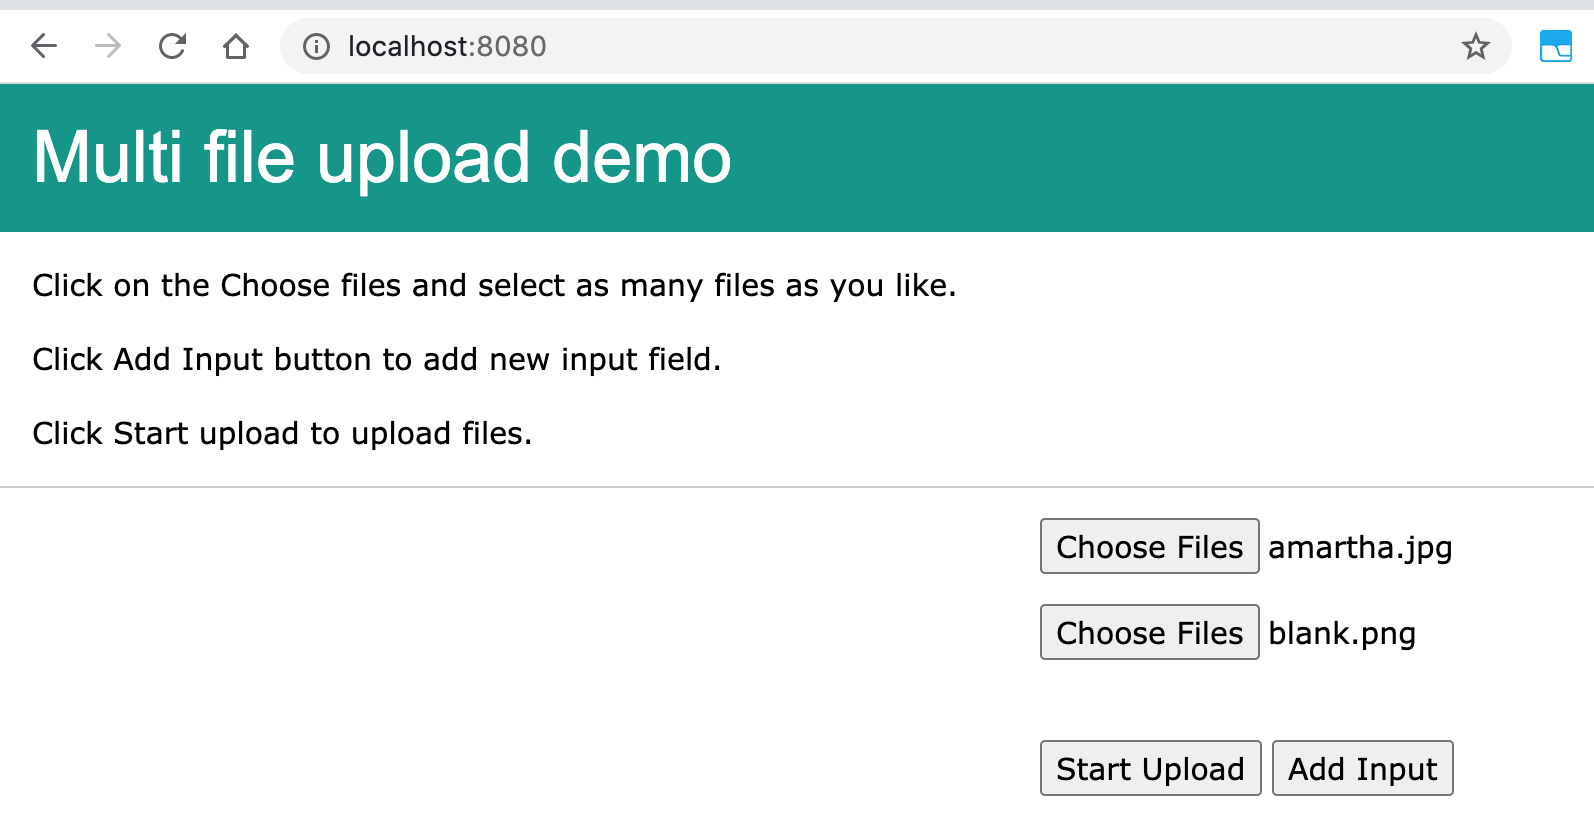 localhost:8080
Multi file upload demo
Click on the Choose files and select as many files as you like.
Click Add Input button to add new input field.
Click Start upload to upload files.
Choose Files amartha.jpg
Choose Files blank.png
Start Upload Add Input